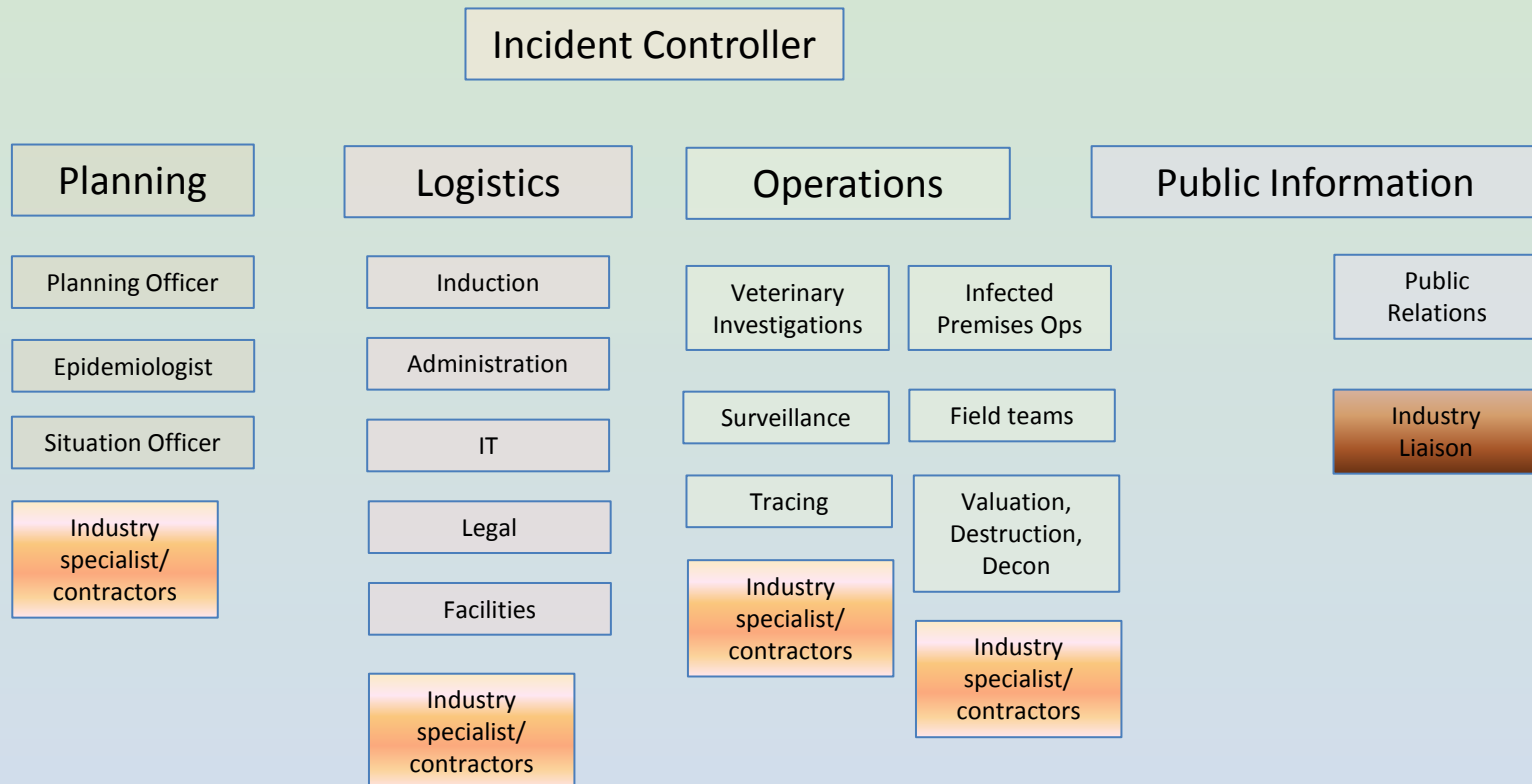 Incident Controller
Planning
Logistics
Operations
Public Information
Planning Officer
Epidemiologist
Situation Officer
Industry
specialist/
contractors
Induction
Administration
IT
Legal
Facilities
Industry
specialist/
contractors
Veterinary
Investigations
Surveillance
Tracing
Industry
specialist/
contractors
Infected
Premises Ops
Field teams
Valuation,
Destruction,
Decon
Industry
specialist/
contractors
Public
Relations
Industry
Liaison